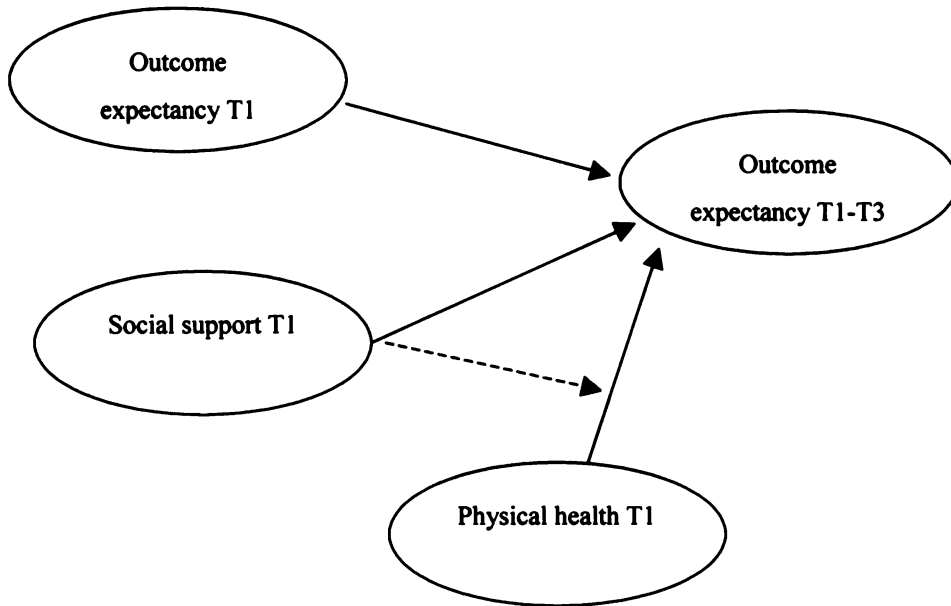 Outcome
expectancy T1
Outcome
expectancy T1-T3
Social support T1
Physical health T1